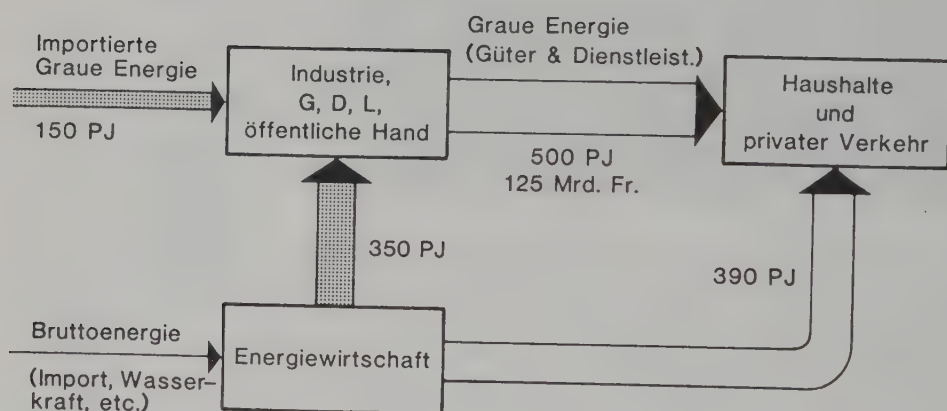 Importierte
Graue Energie
150 PJ
Industrie,
G, D, L,
öffentliche Hand
Graue Energie
(Güter & Dienstleist.)
500 PJ
125 Mrd. Fr.
Haushalte
und
privater Verkehr
350 PJ
390 PJ
Bruttoenergie
(Import, Wasser-
kraft, etc.)
Energiewirtschaft